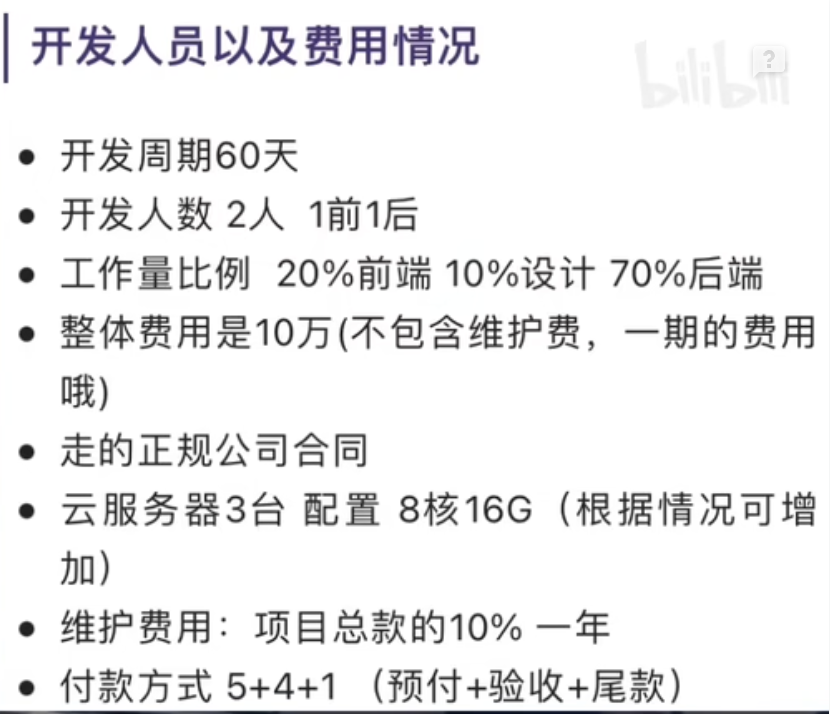 开发人员以及费用情况
bilibili
?
• 开发周期60天
• 开发人数 2人 1前1后
• 工作量比例 20%前端 10%设计 70%后端
• 整体费用是10万(不包含维护费，一期的费用
哦)
• 走的正规公司合同
• 云服务器3台 配置 8核16G（根据情况可增
加）
• 维护费用：项目总款的10% 一年
• 付款方式 5+4+1 （预付+验收+尾款）